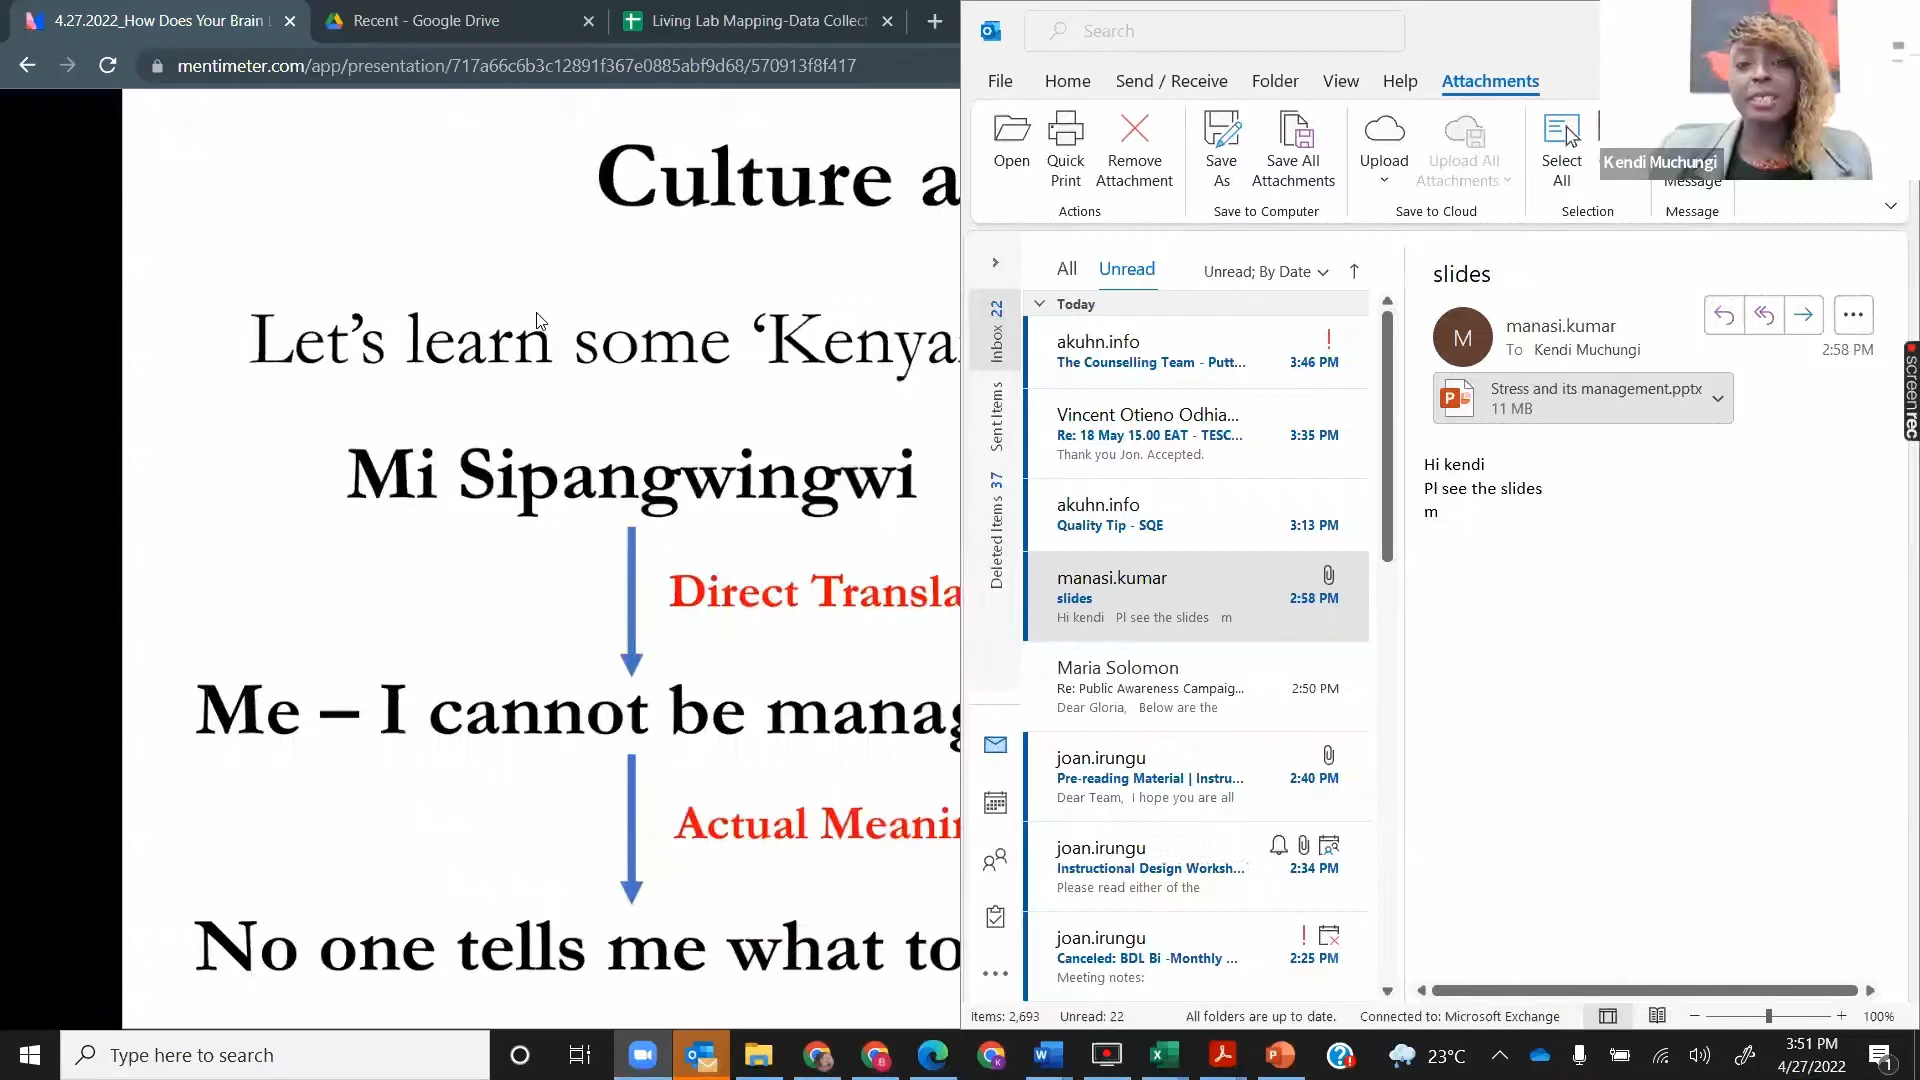 4.27.2022_How Does Your Brain
Recent - Google Drive
Living Lab Mapping-Data Collect
mentimeter.com/app/presentation/717a66c6b3c12891f367e0885abf9d68/570913f8f417
Culture a
Let's learn some ‘Kenya
Mi Sipangwingwi
Direct Transla
Me – I cannot be manag
Actual Meanin
No one tells me what to
Search
File Home Send / Receive Folder View Help Attachments
Open
Quick Print
Remove Attachment
Actions
Save As
Save All Attachments
Save to Computer
Upload
Upload All Attachments
Save to Cloud
Select All
Selection
Message
Message
Kendi Muchungi
Inbox 22
Sent Items
Deleted Items 37
All Unread Unread; By Date
Today
akuhn.info
The Counselling Team - Putt... 3:46 PM
Vincent Otieno Odhia...
Re: 18 May 15.00 EAT - TESC... 3:35 PM
Thank you Jon. Accepted.
akuhn.info
Quality Tip - SQE 3:13 PM
manasi.kumar
slides 2:58 PM
Hi kendi Pl see the slides m
Maria Solomon
Re: Public Awareness Campaig... 2:50 PM
Dear Gloria, Below are the
joan.irungu
Pre-reading Material | Instru... 2:40 PM
Dear Team, I hope you are all
joan.irungu
Instructional Design Worksh... 2:34 PM
Please read either of the
joan.irungu
Canceled: BDL Bi -Monthly ... 2:25 PM
Meeting notes:
slides
M
manasi.kumar
To Kendi Muchungi
2:58 PM
Stress and its management.pptx
11 MB
Hi kendi
Pl see the slides
m
screenrec
Items: 2,693 Unread: 22 All folders are up to date. Connected to: Microsoft Exchange 100%
Type here to search
23°C
3:51 PM
4/27/2022
1